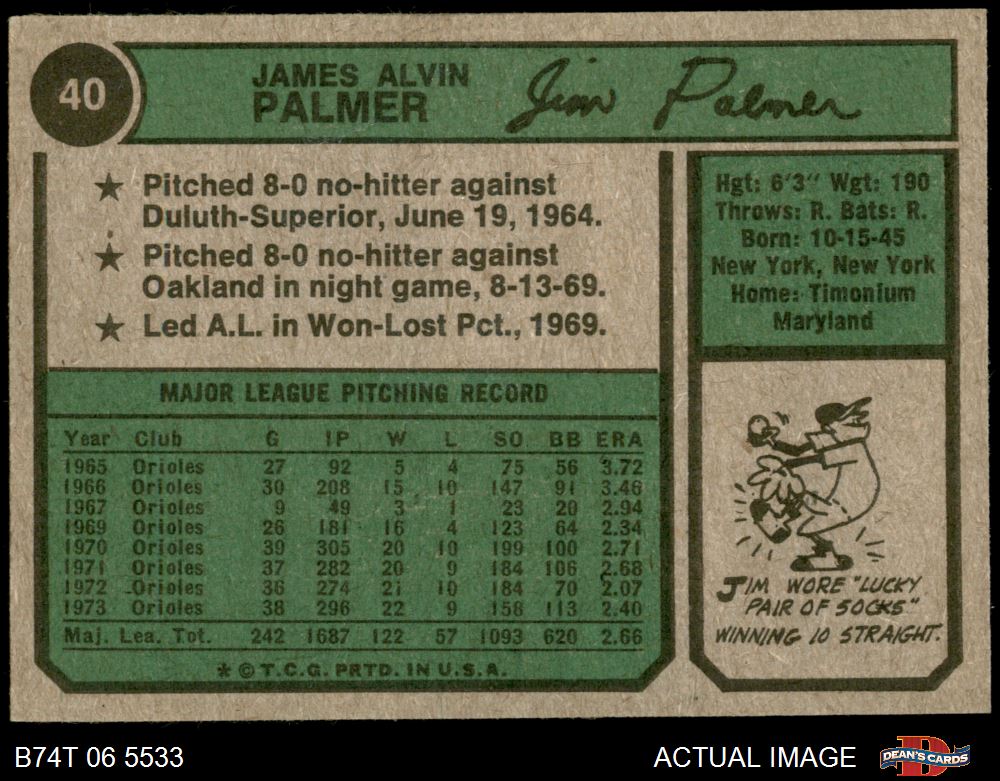 40
JAMES ALVIN
PALMER
Jim Palmer
★ Pitched 8-0 no-hitter against
Duluth-Superior, June 19, 1964.
★ Pitched 8-0 no-hitter against
Oakland in night game, 8-13-69.
★ Led A.L. in Won-Lost Pct., 1969.
Hgt: 6'3" Wgt: 190
Throws: R. Bats: R.
Born: 10-15-45
New York, New York
Home: Timonium
Maryland
MAJOR LEAGUE PITCHING RECORD
Year Club G IP W L SO BB ERA
1965 Orioles 27 92 5 4 75 56 3.72
1966 Orioles 30 208 15 10 147 91 3.46
1967 Orioles 9 49 3 1 23 20 2.94
1969 Orioles 26 181 16 4 123 64 2.34
1970 Orioles 39 305 20 10 199 100 2.71
1971 Orioles 37 282 20 9 184 106 2.68
1972 Orioles 36 274 21 10 184 70 2.07
1973 Orioles 38 296 22 9 158 113 2.40
Maj. Lea. Tot. 242 1687 122 57 1093 620 2.66
* © T.C.G. PRTD. IN U.S.A.
JIM WORE "LUCKY
PAIR OF SOCKS"
WINNING 10 STRAIGHT.
B74T 06 5533
ACTUAL IMAGE
DEAN'S CARDS